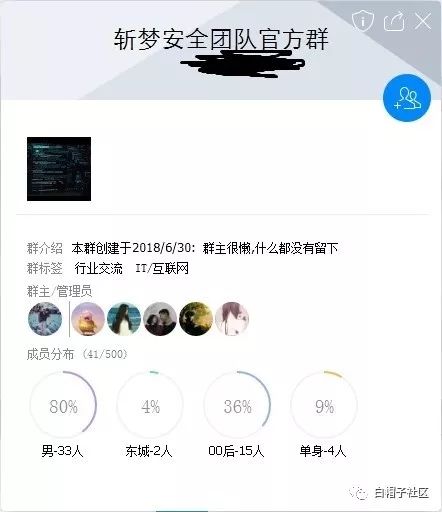 斩梦安全团队官方群
群介绍 本群创建于2018/6/30: 群主很懒,什么都没有留下
群标签 行业交流 IT/互联网
群主/管理员
成员分布 (41/500)
80% 4% 36% 9%
男-33人 东城-2人 00后-15人 单身-4人
白帽子社区